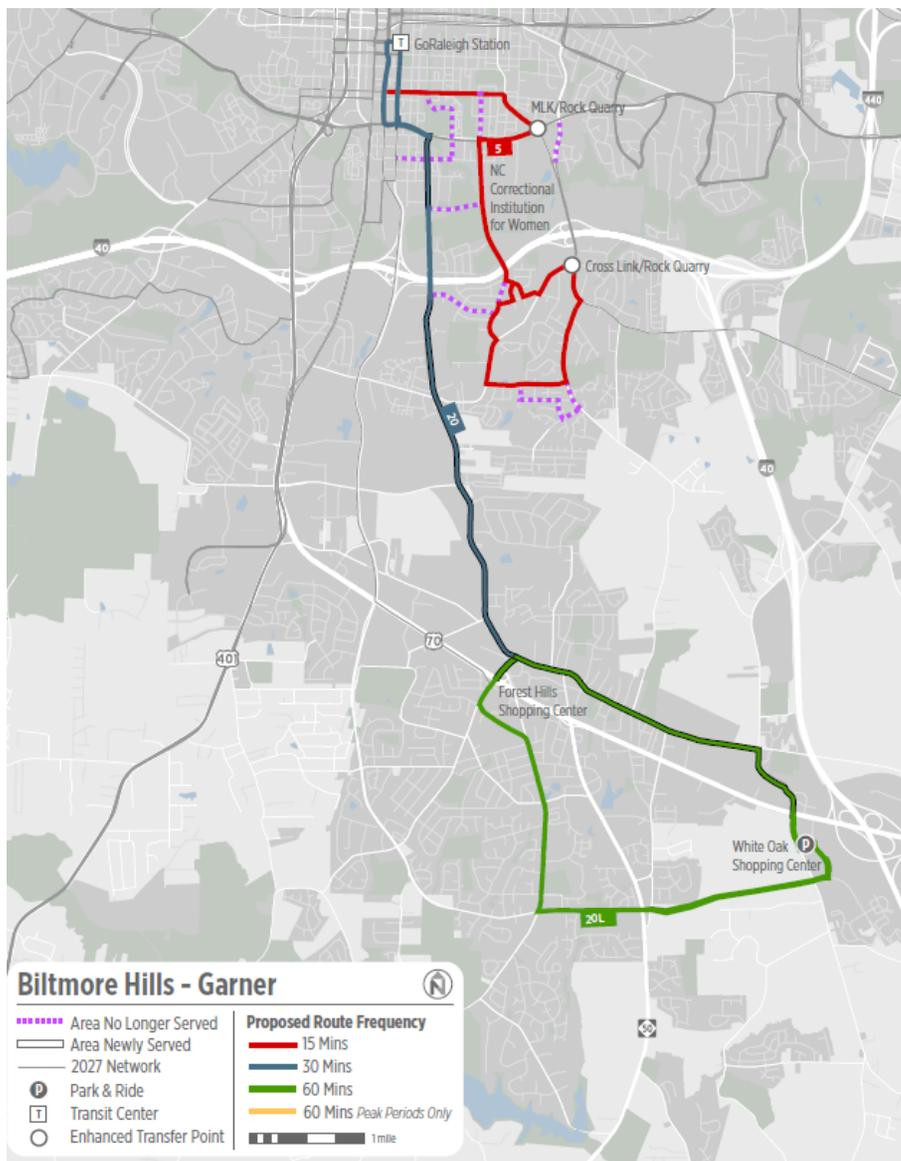 T GoRaleigh Station
440
MLK/Rock Quarry
5
NC
Correctional
Institution
for Women
40
Cross Link/Rock Quarry
20
40
70
401
Forest Hills
Shopping Center
White Oak
Shopping Center
P
20L
50
Biltmore Hills - Garner
N
Area No Longer Served
Area Newly Served
2027 Network
P Park & Ride
T Transit Center
Enhanced Transfer Point
Proposed Route Frequency
15 Mins
30 Mins
60 Mins
60 Mins Peak Periods Only
1 mile